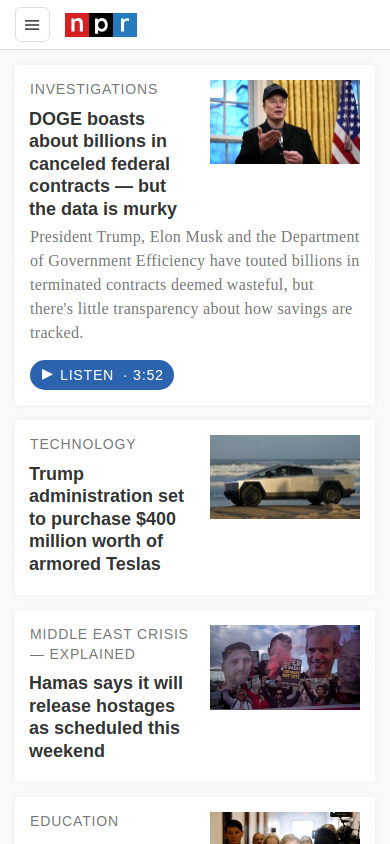 npr
INVESTIGATIONS
DOGE boasts
about billions in
canceled federal
contracts — but
the data is murky
President Trump, Elon Musk and the Department
of Government Efficiency have touted billions in
terminated contracts deemed wasteful, but
there's little transparency about how savings are
tracked.
LISTEN · 3:52
TECHNOLOGY
Trump
administration set
to purchase $400
million worth of
armored Teslas
MIDDLE EAST CRISIS
— EXPLAINED
Hamas says it will
release hostages
as scheduled this
weekend
EDUCATION